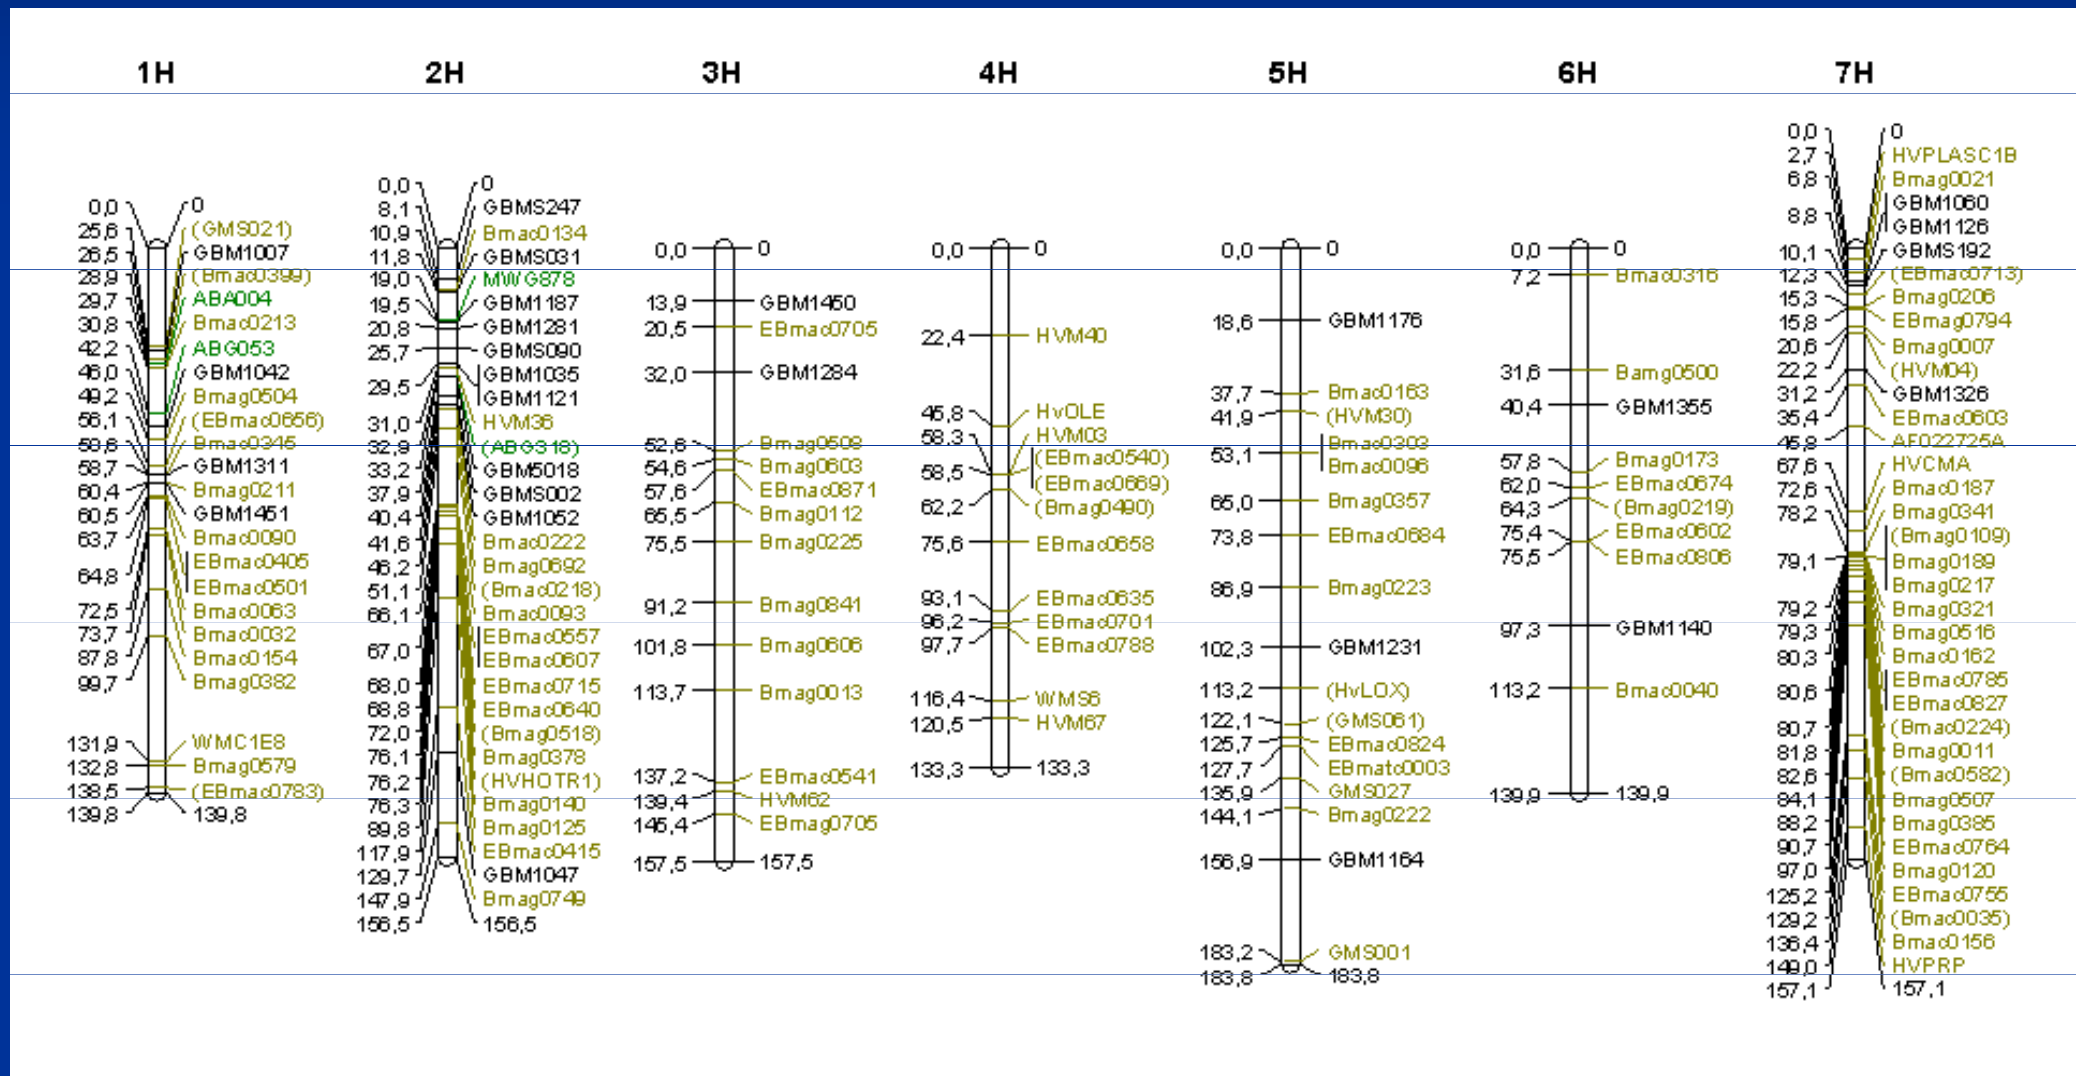 1H
0,0 0
25,6 (GMS021)
26,5 GBM1007
28,9 (Bmac0399)
29,7 ABA004
30,8 Bmac0213
42,2 ABG053
46,0 GBM1042
49,2 Bmag0504
56,1 (EBmac0656)
58,6 Bmac0345
58,7 GBM1311
60,4 Bmag0211
60,5 GBM1451
63,7 Bmac0090
64,8 EBmac0405
EBmac0501
72,5 Bmac0063
73,7 Bmac0032
87,8 Bmac0154
99,7 Bmag0382
131,9 WMC1E8
132,8 Bmag0579
138,5 (EBmac0783)
139,8 139,8
2H
0,0 0
8,1 GBMS247
10,9 Bmac0134
11,8 GBMS031
19,0 MWG878
19,5 GBM1187
20,8 GBM1281
25,7 GBMS090
29,5 GBM1035
GBM1121
31,0 HVM36
32,9 (ABG318)
33,2 GBM5018
37,9 GBMS002
40,4 GBM1052
41,6 Bmac0222
46,2 Bmag0692
51,1 (Bmac0218)
66,1 Bmac0093
67,0 EBmac0557
EBmac0607
68,0 EBmac0715
68,8 EBmac0640
72,0 (Bmag0518)
76,1 Bmag0378
76,2 (HVHOTR1)
76,3 Bmag0140
89,8 Bmag0125
117,9 EBmac0415
129,7 GBM1047
147,9 Bmag0749
156,5 156,5
3H
0,0 0
13,9 GBM1450
20,5 EBmac0705
32,0 GBM1284
52,6 Bmag0508
54,6 Bmag0603
57,6 EBmac0871
65,5 Bmag0112
75,5 Bmag0225
91,2 Bmag0841
101,8 Bmag0606
113,7 Bmag0013
137,2 EBmac0541
139,4 HVM62
145,4 EBmag0705
157,5 157,5
4H
0,0 0
22,4 HVM40
45,8 HvOLE
58,3 HVM03
58,5 (EBmac0540)
(EBmac0669)
62,2 (Bmag0490)
75,6 EBmac0658
93,1 EBmac0635
96,2 EBmac0701
97,7 EBmac0788
116,4 WMS6
120,5 HVM67
133,3 133,3
5H
0,0 0
18,6 GBM1176
37,7 Bmac0163
41,9 (HVM30)
53,1 Bmac0303
Bmac0096
65,0 Bmag0357
73,8 EBmac0684
86,9 Bmag0223
102,3 GBM1231
113,2 (HvLOX)
122,1 (GMS061)
125,7 EBmac0824
127,7 EBmatc0003
135,9 GMS027
144,1 Bmag0222
156,9 GBM1164
183,2 GMS001
183,8 183,8
6H
0,0 0
7,2 Bmac0316
31,6 Bamg0500
40,4 GBM1355
57,8 Bmag0173
62,0 EBmac0674
64,3 (Bmag0219)
75,4 EBmac0602
75,5 EBmac0806
97,3 GBM1140
113,2 Bmac0040
139,9 139,9
7H
0,0 0
2,7 HVPLASC1B
6,8 Bmag0021
8,8 GBM1060
GBM1126
10,1 GBMS192
12,3 (EBmac0713)
15,3 Bmag0206
15,8 EBmag0794
20,6 Bmag0007
22,2 (HVM04)
31,2 GBM1326
35,4 EBmac0603
45,8 AF022725A
67,6 HVCMA
72,6 Bmac0187
78,2 Bmag0341
79,1 (Bmag0109)
Bmag0189
Bmag0217
79,2 Bmag0321
79,3 Bmag0516
80,3 Bmac0162
80,6 EBmac0785
EBmac0827
80,7 (Bmac0224)
81,8 Bmag0011
82,6 (Bmac0582)
84,1 Bmag0507
88,2 Bmag0385
90,7 EBmac0764
97,0 Bmag0120
125,2 EBmac0755
129,2 (Bmac0035)
136,4 Bmac0156
149,0 HVPRP
157,1 157,1